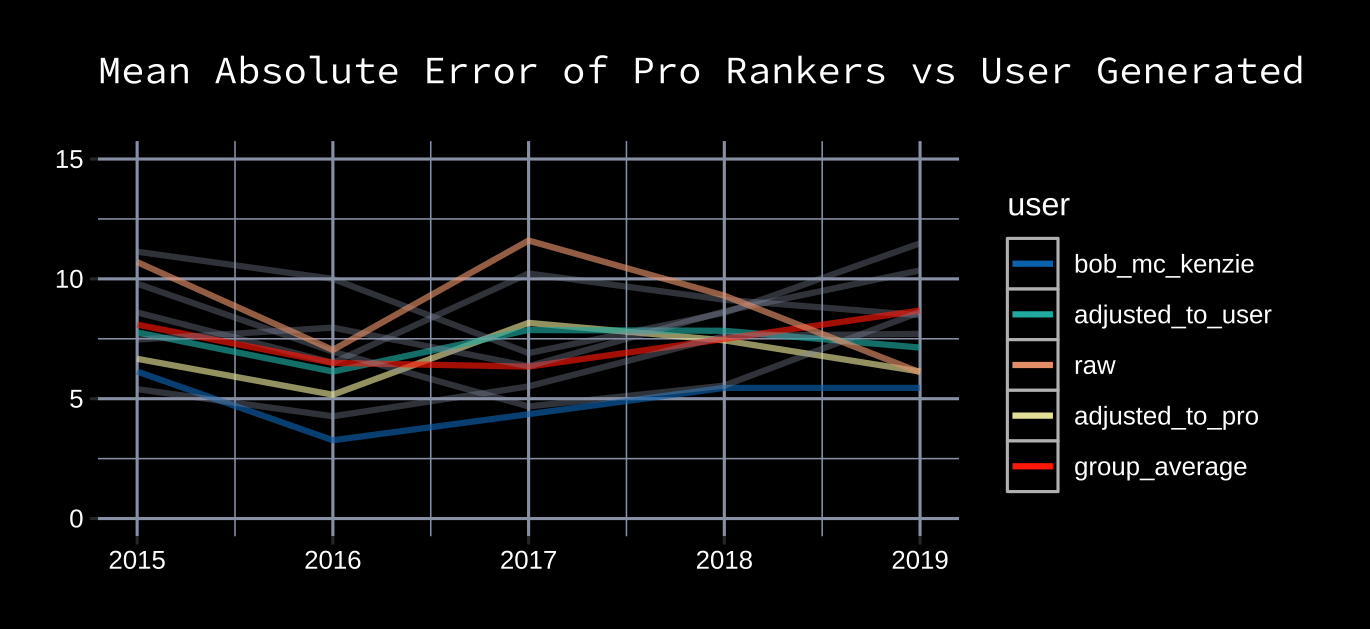 Mean Absolute Error of Pro Rankers vs User Generated
15
10
5
0
2015 2016 2017 2018 2019
user
bob_mc_kenzie
adjusted_to_user
raw
adjusted_to_pro
group_average